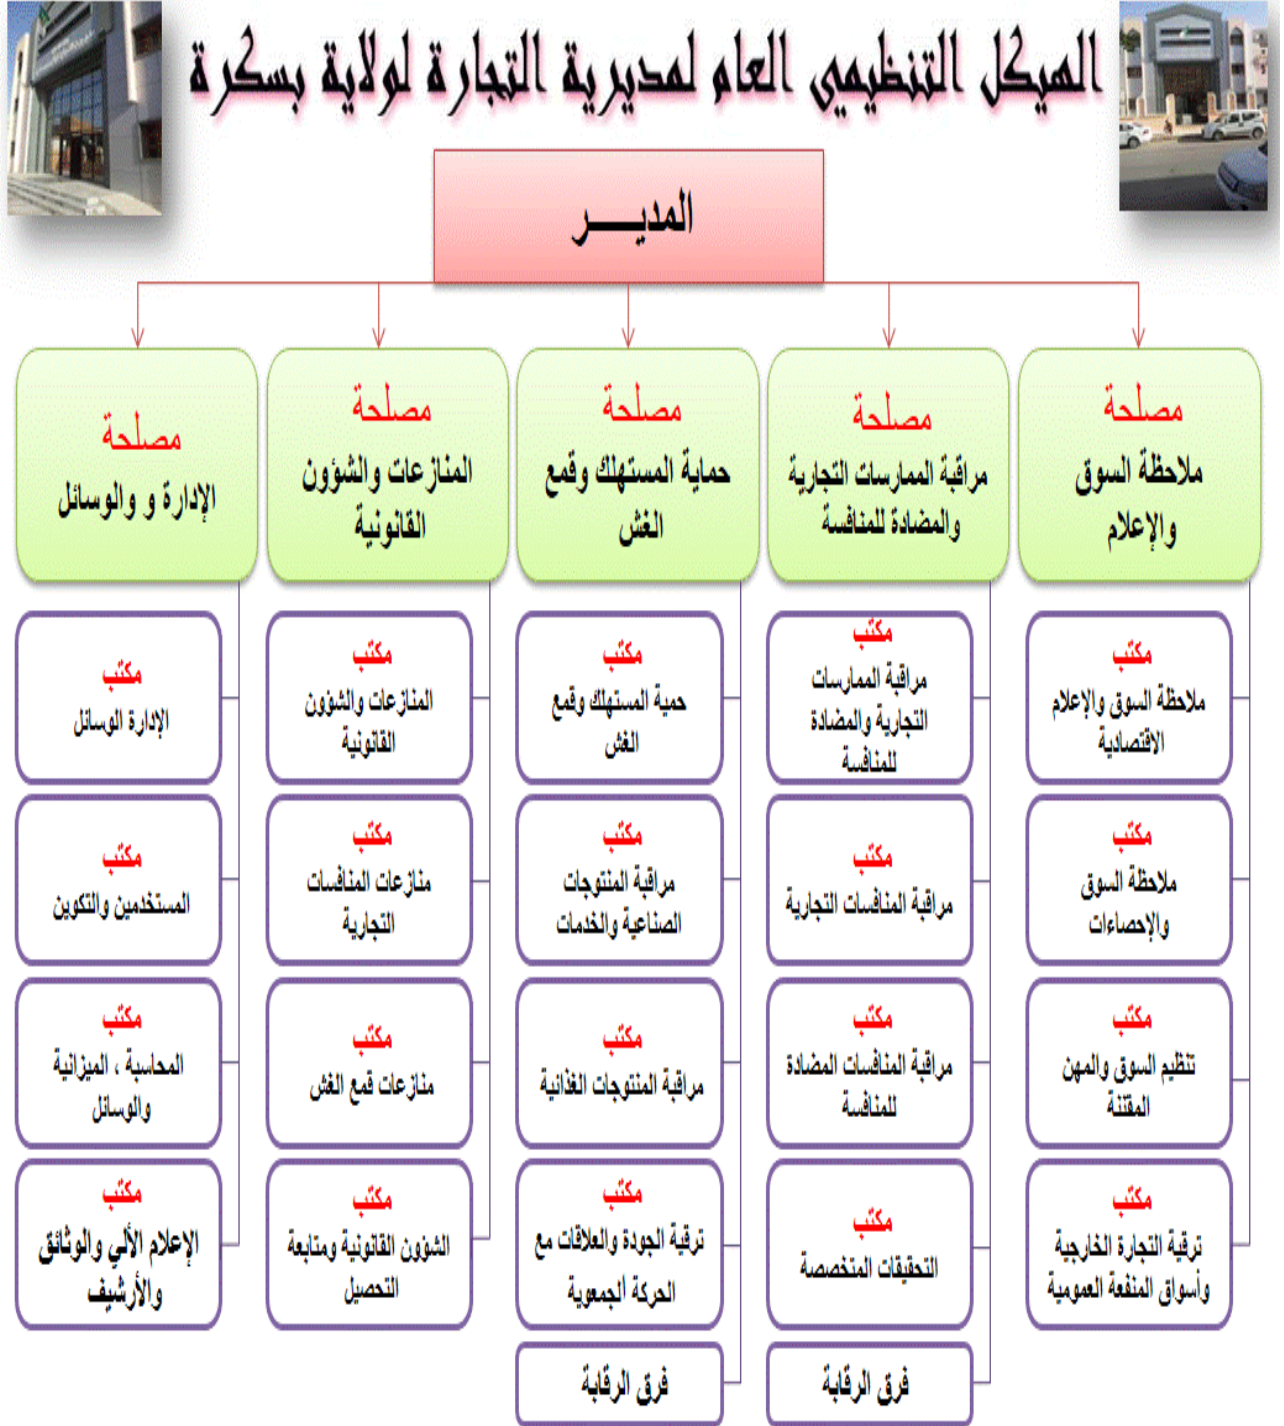 الهيكل التنظيمي العام لمديرية التجارة لولاية بسكرة
المديـــــر
مصلحة
ملاحظة السوق
والإعلام
مصلحة
مراقبة الممارسات التجارية
والمضادة للمنافسة
مصلحة
حماية المستهلك وقمع
الغش
مصلحة
المنازعات والشؤون
القانونية
مصلحة
الإدارة و والوسائل
مكتب
ملاحظة السوق والإعلام
الاقتصادية
مكتب
ملاحظة السوق
والإحصاءات
مكتب
تنظيم السوق والمهن
المقتنة
مكتب
ترقية التجارة الخارجية
وأسواق المنفعة العمومية
مكتب
مراقبة الممارسات
التجارية والمضادة
للمنافسة
مكتب
مراقبة المنافسات التجارية
مكتب
مراقبة المنافسات المضادة
للمنافسة
مكتب
التحقيقات المتخصصة
فرق الرقابة
مكتب
حمية المستهلك وقمع
الغش
مكتب
مراقبة المنتوجات
الصناعية والخدمات
مكتب
مراقبة المنتوجات الغذائية
مكتب
ترقية الجودة والعلاقات مع
الحركة الجمعوية
فرق الرقابة
مكتب
المنازعات والشؤون
القانونية
مكتب
منازعات المنافسات
التجارية
مكتب
منازعات قمع الغش
مكتب
الشؤون القانونية ومتابعة
التحصيل
مكتب
الإدارة الوسائل
مكتب
المستخدمين والتكوين
مكتب
المحاسبة ، الميزانية
والوسائل
مكتب
الإعلام الألي والوثائق
والأرشيف